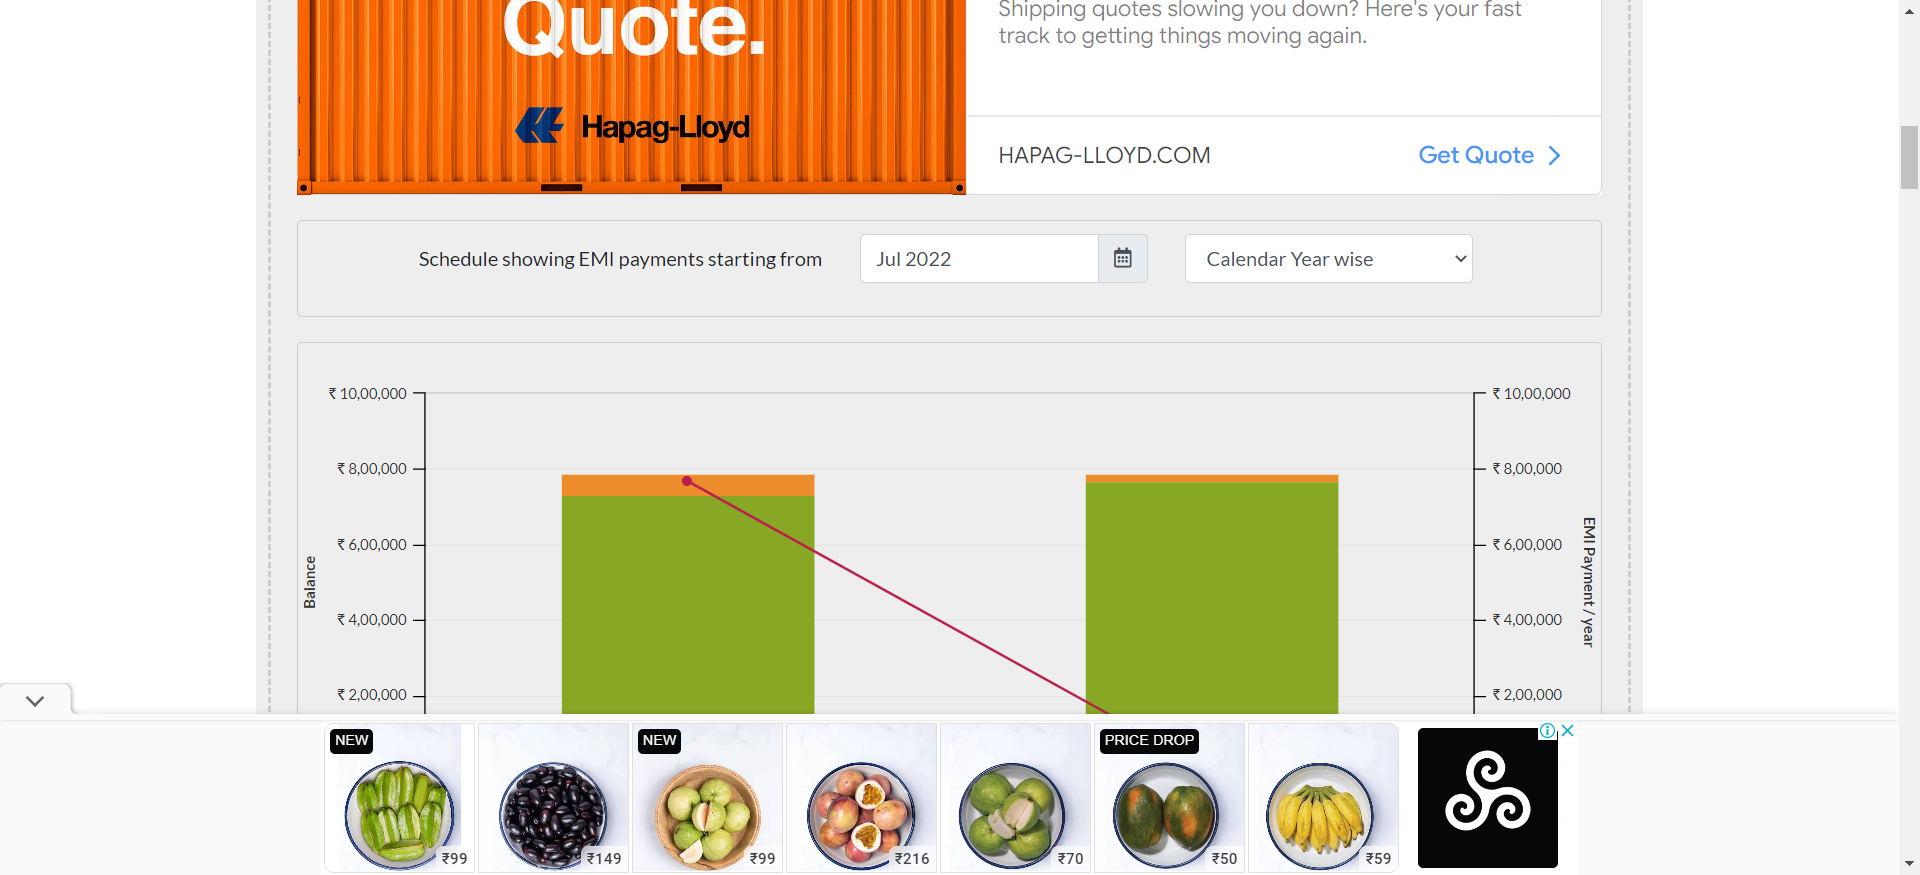 Quote.
Hapag-Lloyd
Shipping quotes slowing you down? Here's your fast
track to getting things moving again.
HAPAG-LLOYD.COM
Get Quote
Schedule showing EMI payments starting from
Jul 2022
Calendar Year wise
₹ 10,00,000
₹ 8,00,000
₹ 6,00,000
₹ 4,00,000
₹ 2,00,000
Balance
₹ 10,00,000
₹ 8,00,000
₹ 6,00,000
₹ 4,00,000
₹ 2,00,000
EMI Payment / year
NEW
₹99
₹149
NEW
₹99
₹216
₹70
PRICE DROP
₹50
₹59